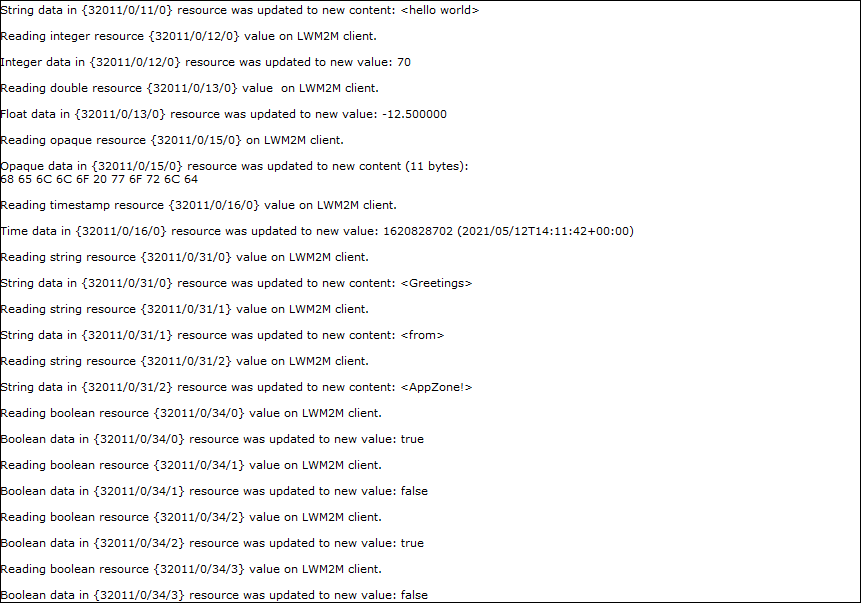 String data in {32011/0/11/0} resource was updated to new content: <hello world>
Reading integer resource {32011/0/12/0} value on LWM2M client.
Integer data in {32011/0/12/0} resource was updated to new value: 70
Reading double resource {32011/0/13/0} value  on LWM2M client.
Float data in {32011/0/13/0} resource was updated to new value: -12.500000
Reading opaque resource {32011/0/15/0} on LWM2M client.
Opaque data in {32011/0/15/0} resource was updated to new content (11 bytes):
68 65 6C 6C 6F 20 77 6F 72 6C 64
Reading timestamp resource {32011/0/16/0} value on LWM2M client.
Time data in {32011/0/16/0} resource was updated to new value: 1620828702 (2021/05/12T14:11:42+00:00)
Reading string resource {32011/0/31/0} value on LWM2M client.
String data in {32011/0/31/0} resource was updated to new content: <Greetings>
Reading string resource {32011/0/31/1} value on LWM2M client.
String data in {32011/0/31/1} resource was updated to new content: <from>
Reading string resource {32011/0/31/2} value on LWM2M client.
String data in {32011/0/31/2} resource was updated to new content: <AppZone!>
Reading boolean resource {32011/0/34/0} value on LWM2M client.
Boolean data in {32011/0/34/0} resource was updated to new value: true
Reading boolean resource {32011/0/34/1} value on LWM2M client.
Boolean data in {32011/0/34/1} resource was updated to new value: false
Reading boolean resource {32011/0/34/2} value on LWM2M client.
Boolean data in {32011/0/34/2} resource was updated to new value: true
Reading boolean resource {32011/0/34/3} value on LWM2M client.
Boolean data in {32011/0/34/3} resource was updated to new value: false